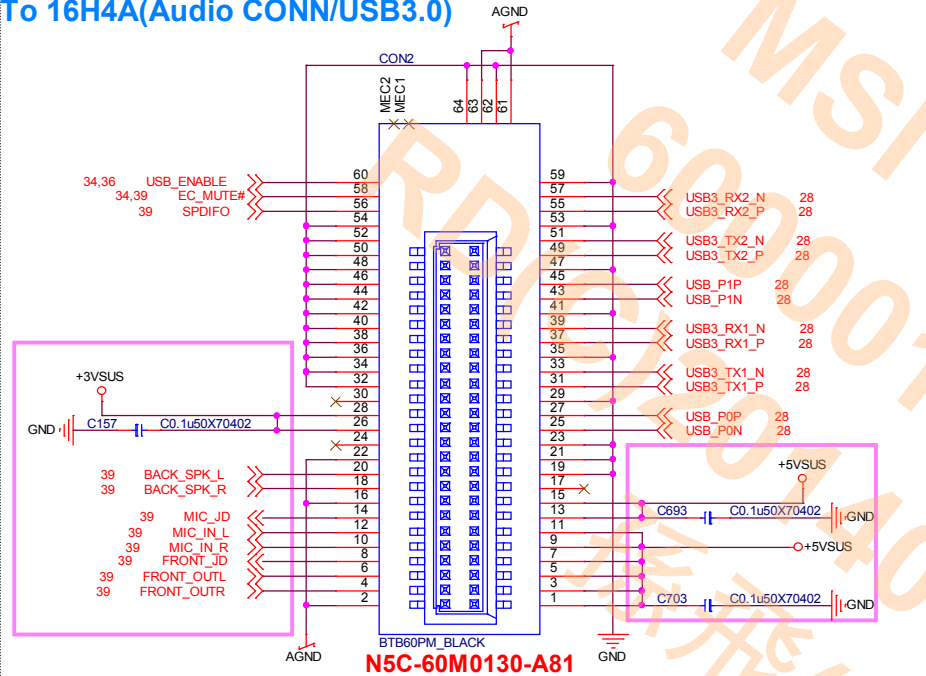 To 16H4A(Audio CONN/USB3.0)
AGND
CON2
MEC2
MEC1
64
63
62
61
34,36 USB_ENABLE 60
34,39 EC_MUTE# 58
39 SPDIFO 56
54
52
50
48
46
44
42
40
38
36
34
32
30
28
26
24
22
39 BACK_SPK_L 20
39 BACK_SPK_R 18
16
39 MIC_JD 14
39 MIC_IN_L 12
39 MIC_IN_R 10
39 FRONT_JD 8
39 FRONT_OUTL 6
39 FRONT_OUTR 4
2
+3VSUS
GND C157 C0.1u50X70402
AGND
59
57 USB3_RX2_N 28
55 USB3_RX2_P 28
53
51 USB3_TX2_N 28
49 USB3_TX2_P 28
47
45 USB_P1P 28
43 USB_P1N 28
41
39 USB3_RX1_N 28
37 USB3_RX1_P 28
35
33 USB3_TX1_N 28
31 USB3_TX1_P 28
29
27 USB_P0P 28
25 USB_P0N 28
23
21
19
17
15
13
11
9
7
5
3
1
+5VSUS
C693 C0.1u50X70402 GND
+5VSUS
C703 C0.1u50X70402 GND
GND
BTB60PM_BLACK
N5C-60M0130-A81
MSI
600001
RD(C)20140